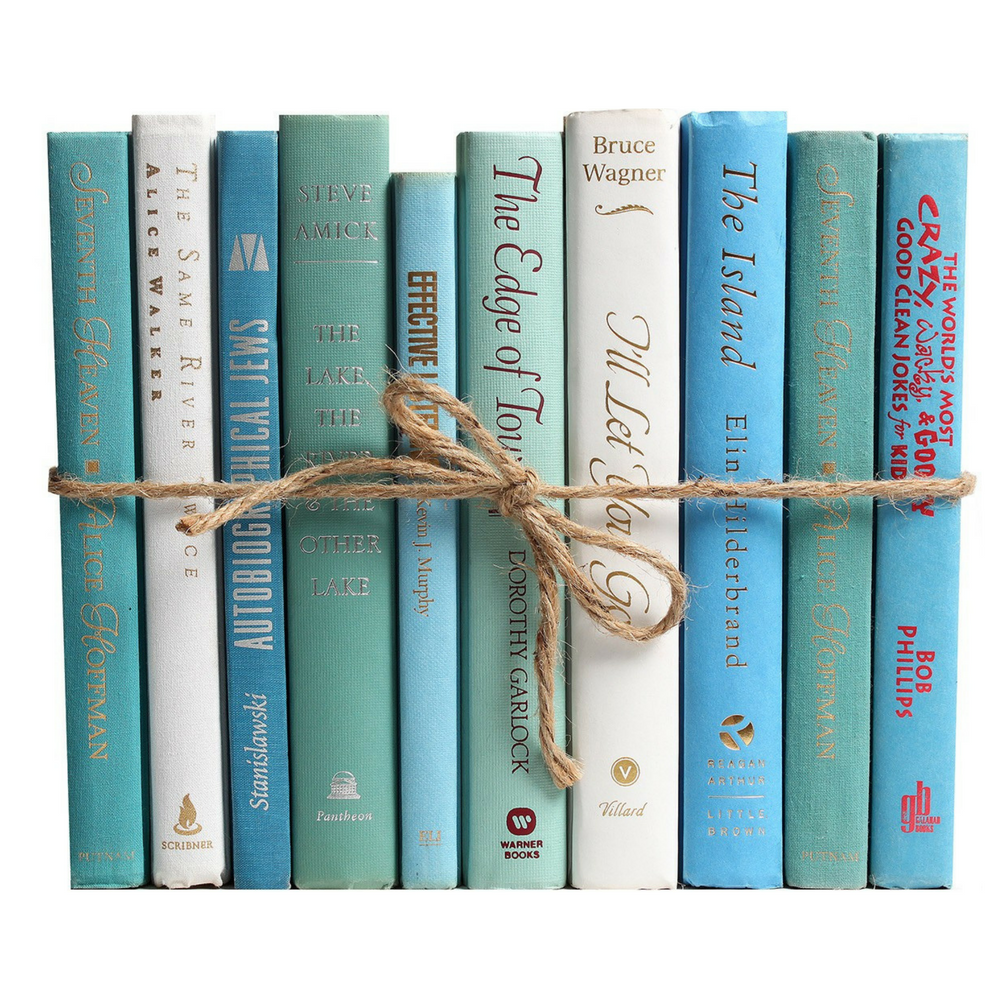 SEVENTH HEAVEN
ALICE HOFFMAN
PUTNAM
THE SAME RIVER TWICE
ALICE WALKER
SCRIBNER
AUTOBIOGRAPHICAL JEWS
Stanislawski
STEVE
AMICK
THE
LAKE,
THE
& THE
OTHER
LAKE
Pantheon
EFFECTIVE
Kevin J. Murphy
The Edge of
DOROTHY GARLOCK
W
WARNER
BOOKS
Bruce
Wagner
I'll Let You Go
V
Villard
The Island
Elin Hilderbrand
REAGAN
ARTHUR
LITTLE
BROWN
SEVENTH HEAVEN
ALICE HOFFMAN
PUTNAM
THE WORLD'S MOST
CRAZY, Wacky, &
GOOD CLEAN JOKES for
BOB
PHILLIPS
gb
GALAHAD
BOOKS